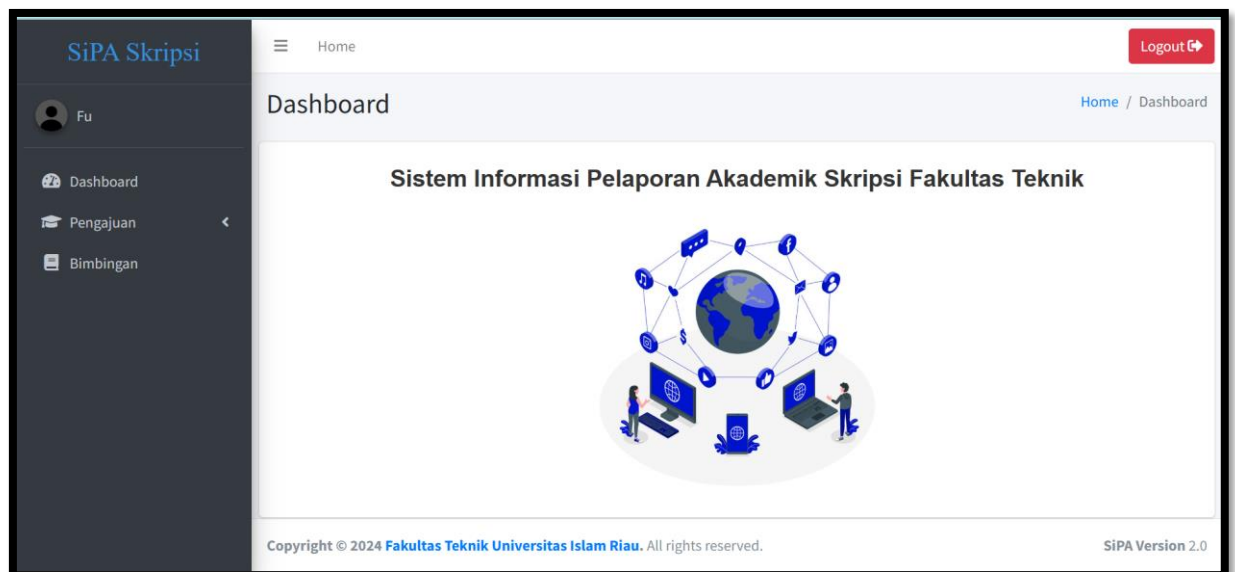 SiPA Skripsi
Home
Logout
Fu
Dashboard
Home / Dashboard
Dashboard
Pengajuan
Bimbingan
Sistem Informasi Pelaporan Akademik Skripsi Fakultas Teknik
Copyright © 2024 Fakultas Teknik Universitas Islam Riau. All rights reserved.
SiPA Version 2.0